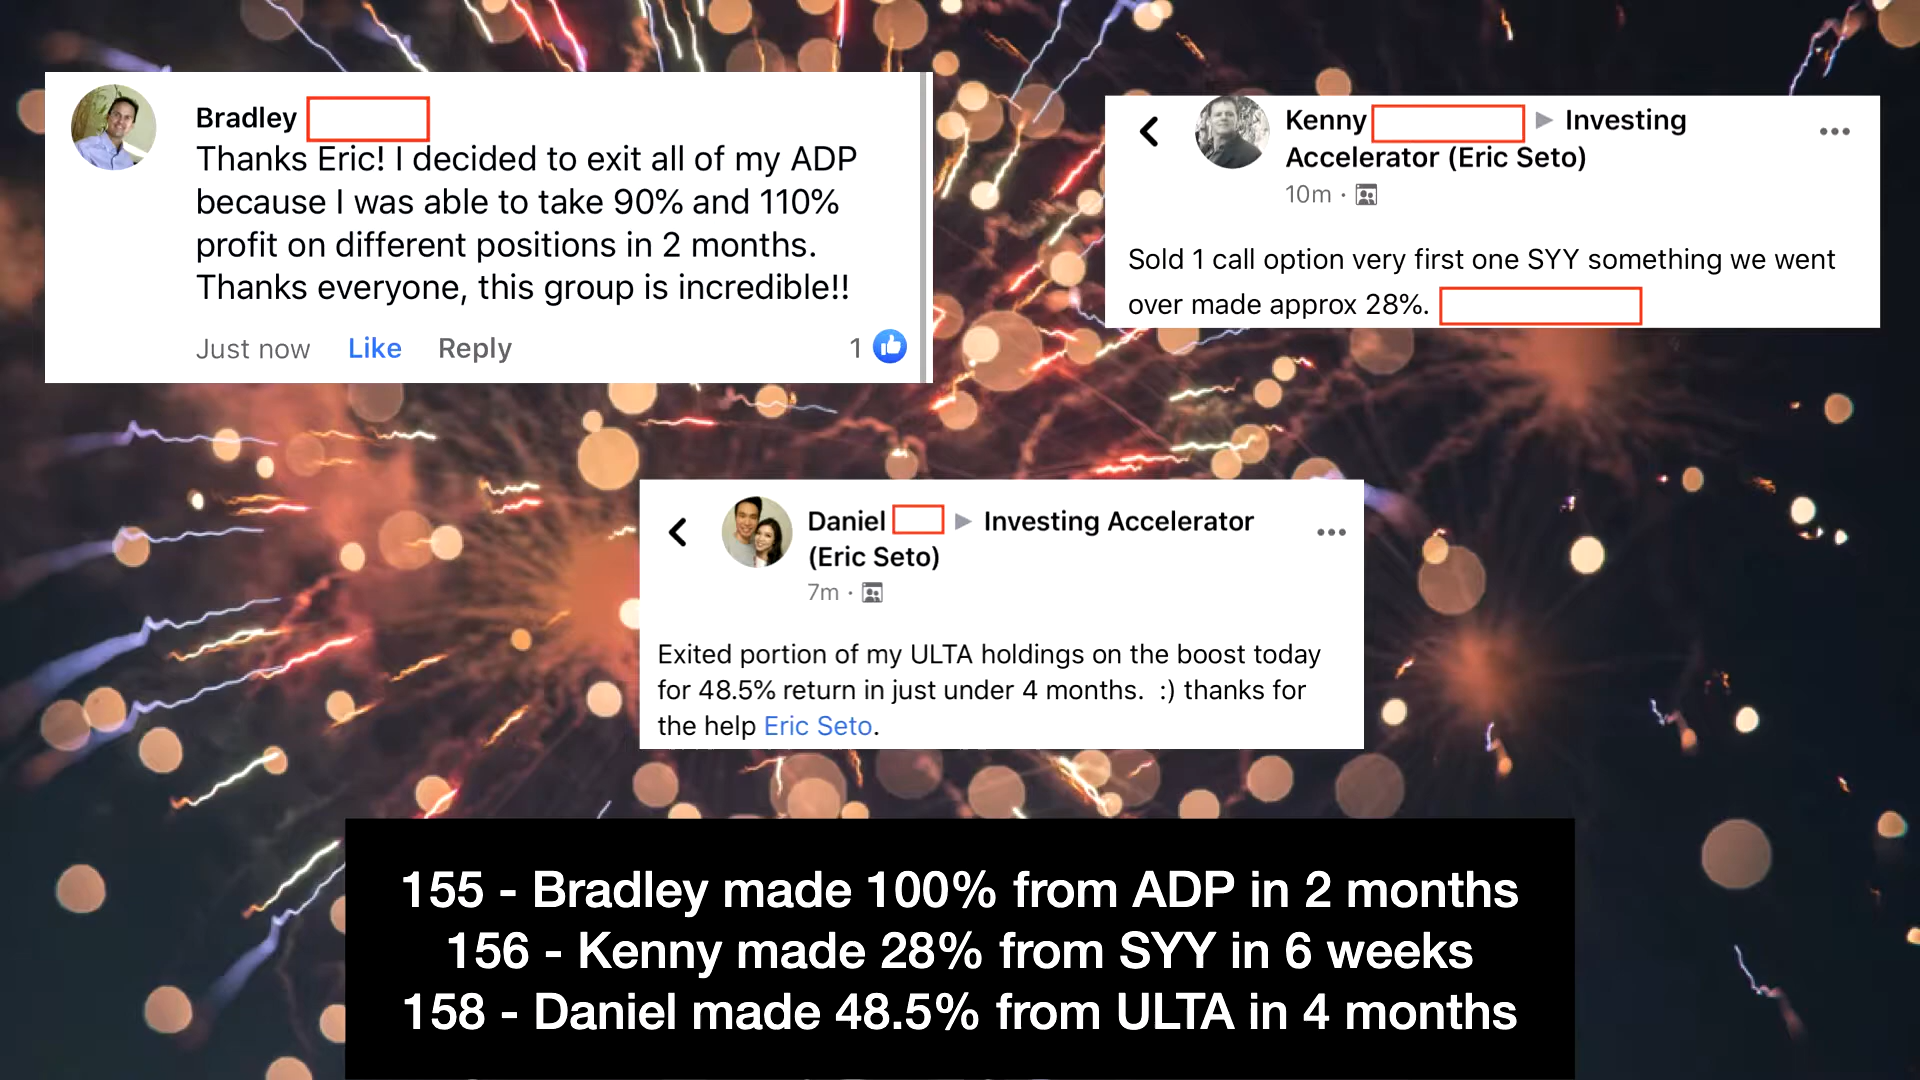 Bradley
Thanks Eric! I decided to exit all of my ADP
because I was able to take 90% and 110%
profit on different positions in 2 months.
Thanks everyone, this group is incredible!!
Just now Like Reply 1
Kenny ▶ Investing
Accelerator (Eric Seto)
10m ·
Sold 1 call option very first one SYY something we went
over made approx 28%.
Daniel ▶ Investing Accelerator
(Eric Seto)
7m ·
Exited portion of my ULTA holdings on the boost today
for 48.5% return in just under 4 months. :) thanks for
the help Eric Seto.
155 - Bradley made 100% from ADP in 2 months
156 - Kenny made 28% from SYY in 6 weeks
158 - Daniel made 48.5% from ULTA in 4 months